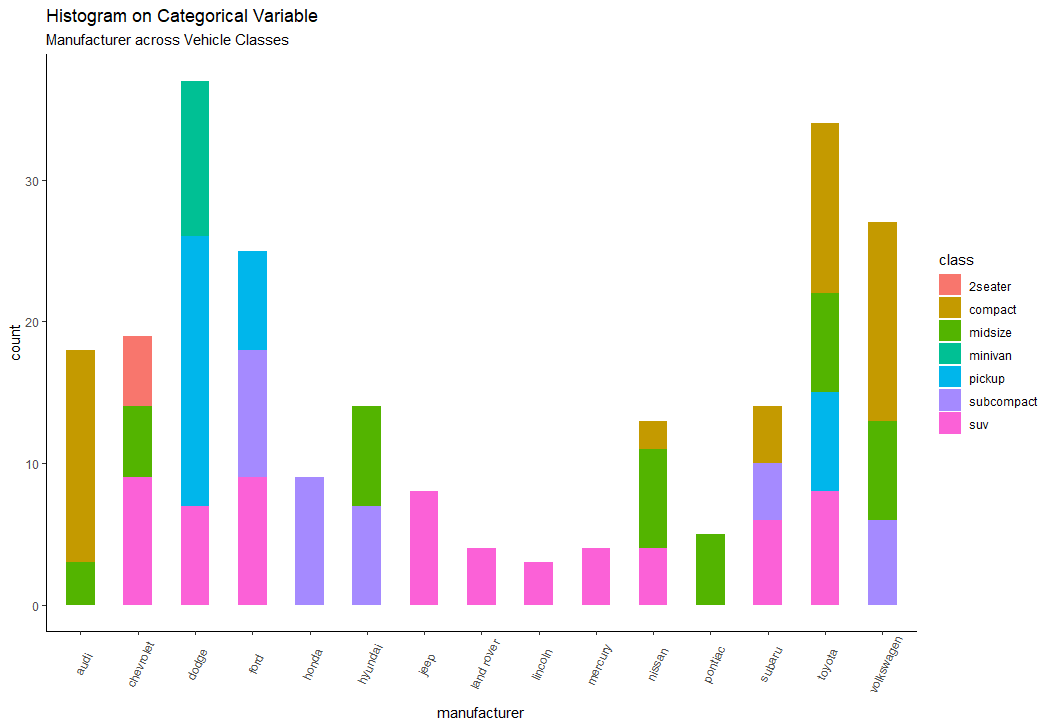 Histogram on Categorical Variable
Manufacturer across Vehicle Classes
count
30
20
10
0
audi
chevrolet
dodge
ford
honda
hyundai
jeep
land rover
lincoln
mercury
nissan
pontiac
subaru
toyota
volkswagen
manufacturer
class
2seater
compact
midsize
minivan
pickup
subcompact
suv